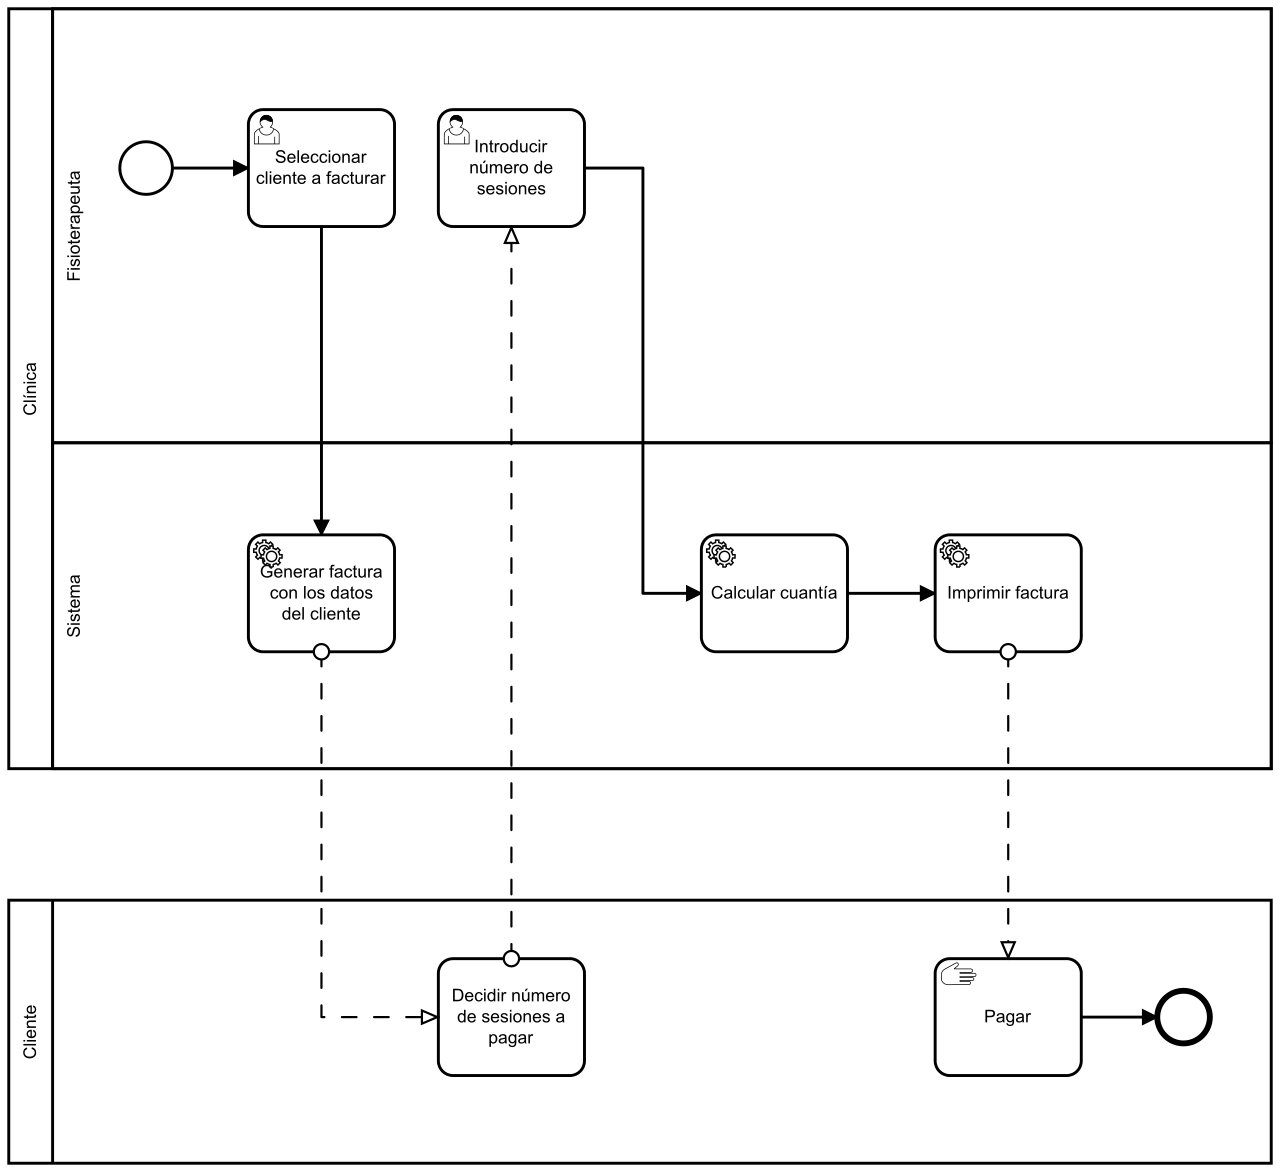 Clínica
Fisioterapeuta
Seleccionar
cliente a facturar
Introducir
número de
sesiones
Sistema
Generar factura
con los datos
del cliente
Calcular cuantía
Imprimir factura
Cliente
Decidir número
de sesiones a
pagar
Pagar